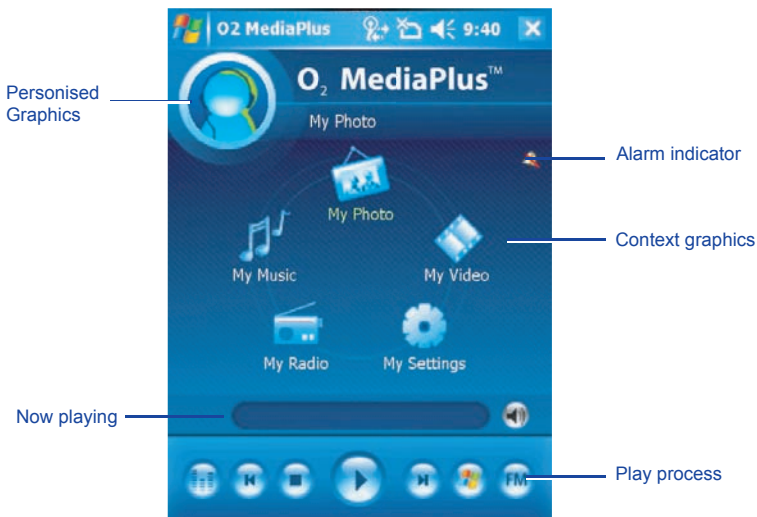 O2 MediaPlus 9:40
O2 MediaPlus™
Personised
Graphics
My Photo
Alarm indicator
My Photo
Context graphics
My Music
My Video
My Radio
My Settings
Now playing
FM
Play process